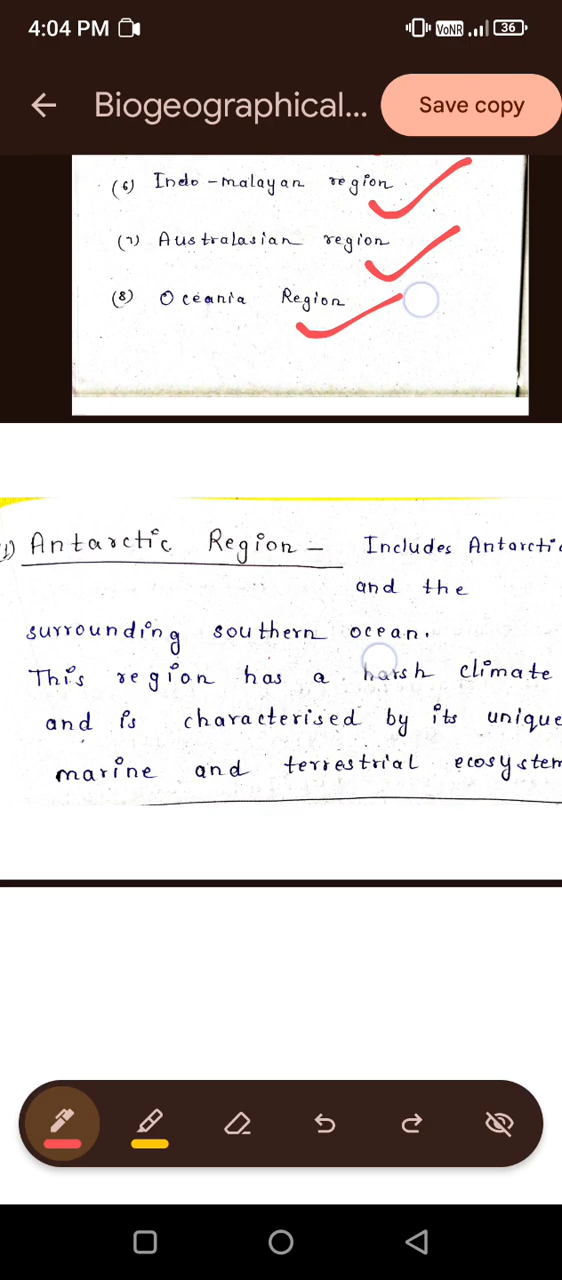 4:04 PM
VoNR 36
Biogeographical...
Save copy
(6) Indo-malayan region
(7) Australasian region
(8) Oceania Region
1) Antarctic Region - Includes Antarctic
and the
surrounding southern ocean.
This region has a harsh climate
and is characterised by its unique
marine and terrestrial ecosystem